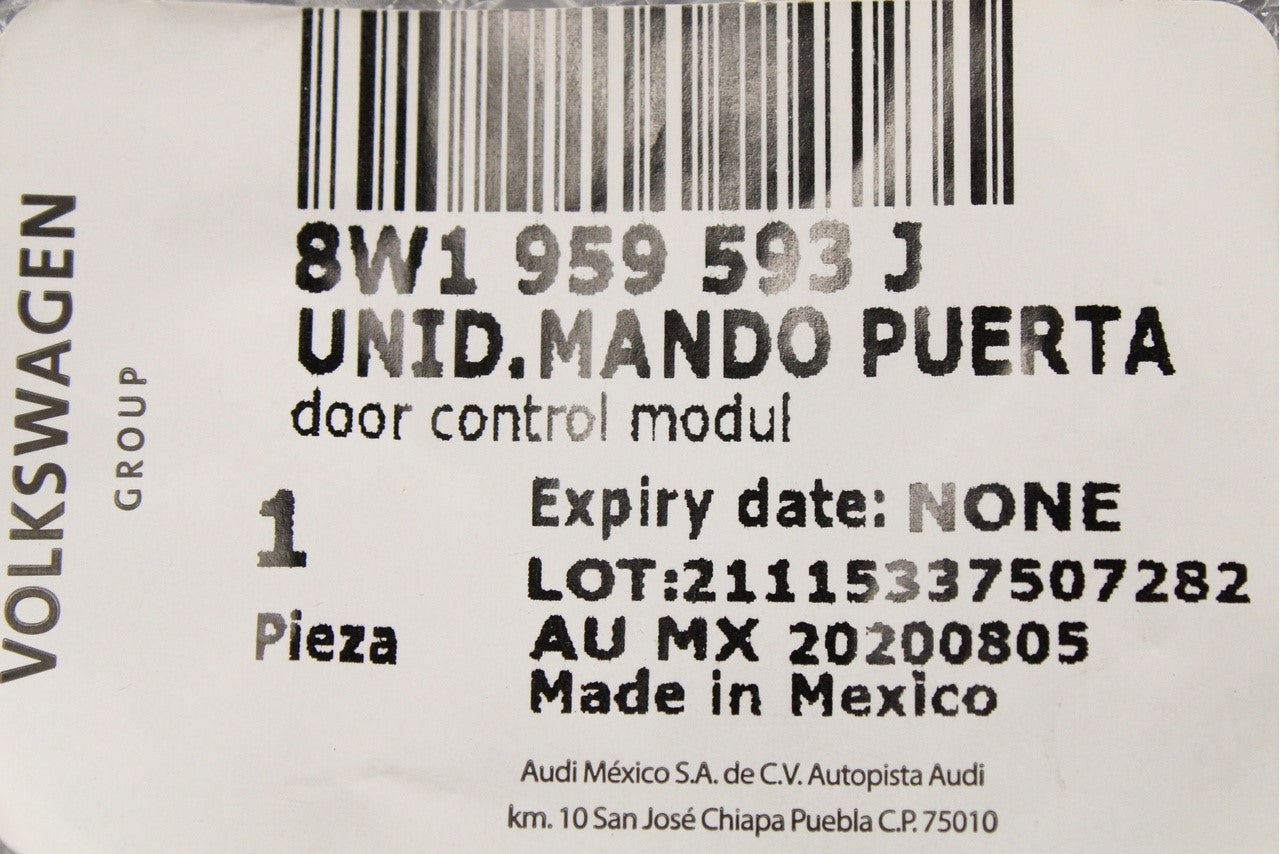 VOLKSWAGEN
GROUP
8W1 959 593 J
UNID.MANDO PUERTA
door control modul
1
Pieza
Expiry date: NONE
LOT:211153337507282
AU MX 20200805
Made in Mexico
Audi México S.A. de C.V. Autopista Audi
km. 10 San José Chiapa Puebla C.P. 75010